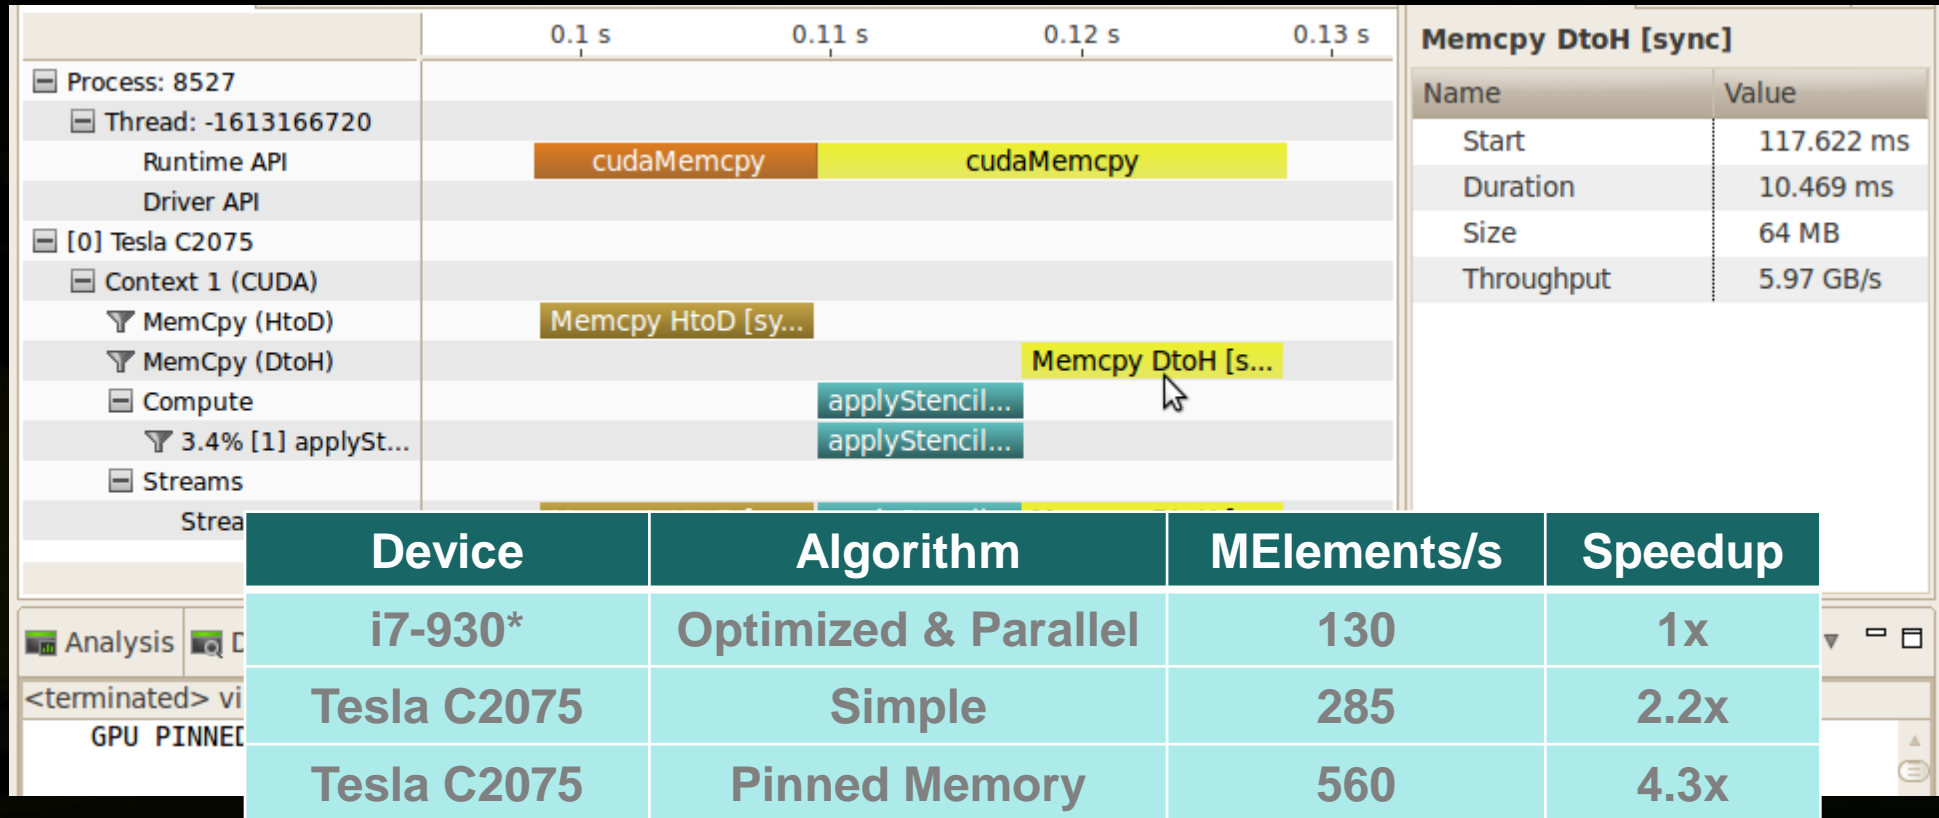 0.1 s 0.11 s 0.12 s 0.13 s
Process: 8527
Thread: -1613166720
Runtime API cudaMemcpy cudaMemcpy
Driver API
[0] Tesla C2075
Context 1 (CUDA)
MemCpy (HtoD) Memcpy HtoD [sy...
MemCpy (DtoH) Memcpy DtoH [s...
Compute applyStencil...
3.4% [1] applySt... applyStencil...
Streams
Strea
Memcpy DtoH [sync]
Name Value
Start 117.622 ms
Duration 10.469 ms
Size 64 MB
Throughput 5.97 GB/s
Analysis
<terminated> vi
GPU PINNED
Device Algorithm MElements/s Speedup
i7-930* Optimized & Parallel 130 1x
Tesla C2075 Simple 285 2.2x
Tesla C2075 Pinned Memory 560 4.3x